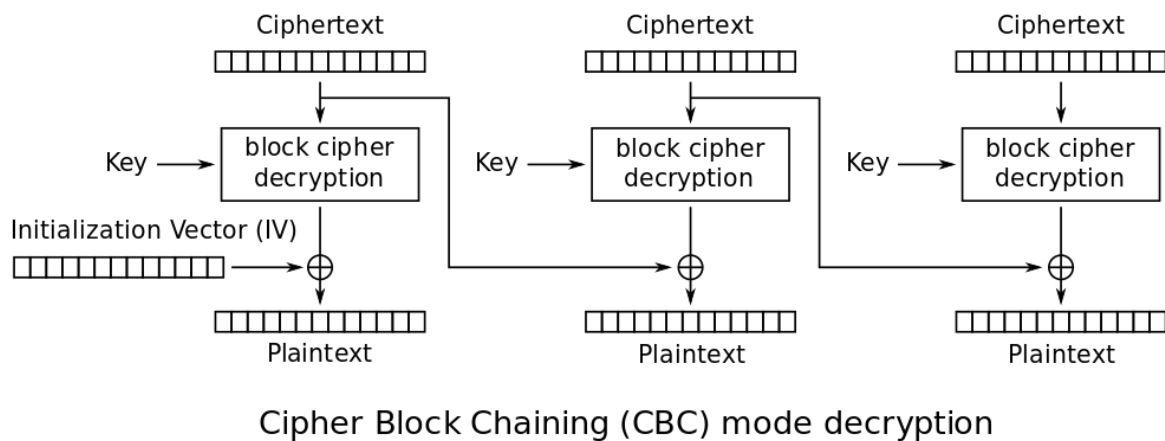 Ciphertext Ciphertext Ciphertext
Key block cipher decryption Key block cipher decryption Key block cipher decryption
Initialization Vector (IV)
Plaintext Plaintext Plaintext
Cipher Block Chaining (CBC) mode decryption